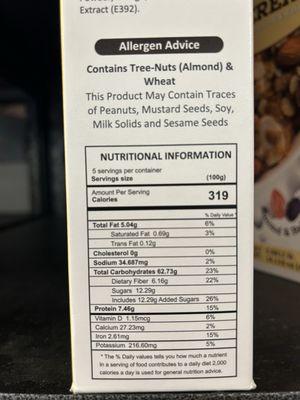 Extract (E392).
Allergen Advice
Contains Tree-Nuts (Almond) &
Wheat
This Product May Contain Traces
of Peanuts, Mustard Seeds, Soy,
Milk Solids and Sesame Seeds
NUTRITIONAL INFORMATION
5 servings per container
Servings size (100g)
Amount Per Serving
Calories 319
% Daily Value *
Total Fat 5.04g 6%
Saturated Fat 0.69g 3%
Trans Fat 0.12g
Cholesterol 0g 0%
Sodium 34.687mg 2%
Total Carbohydrates 62.73g 23%
Dietary Fiber 6.16g 22%
Sugars 12.29g
Includes 12.29g Added Sugars 26%
Protein 7.46g 15%
Vitamin D 1.15mcg 6%
Calcium 27.23mg 2%
Iron 2.61mg 15%
Potassium 216.60mg 5%
* The % Daily values tells you how much a nutrient
In a serving of food contributes to a daily diet 2,000
calories a day is used for general nutrition advice.